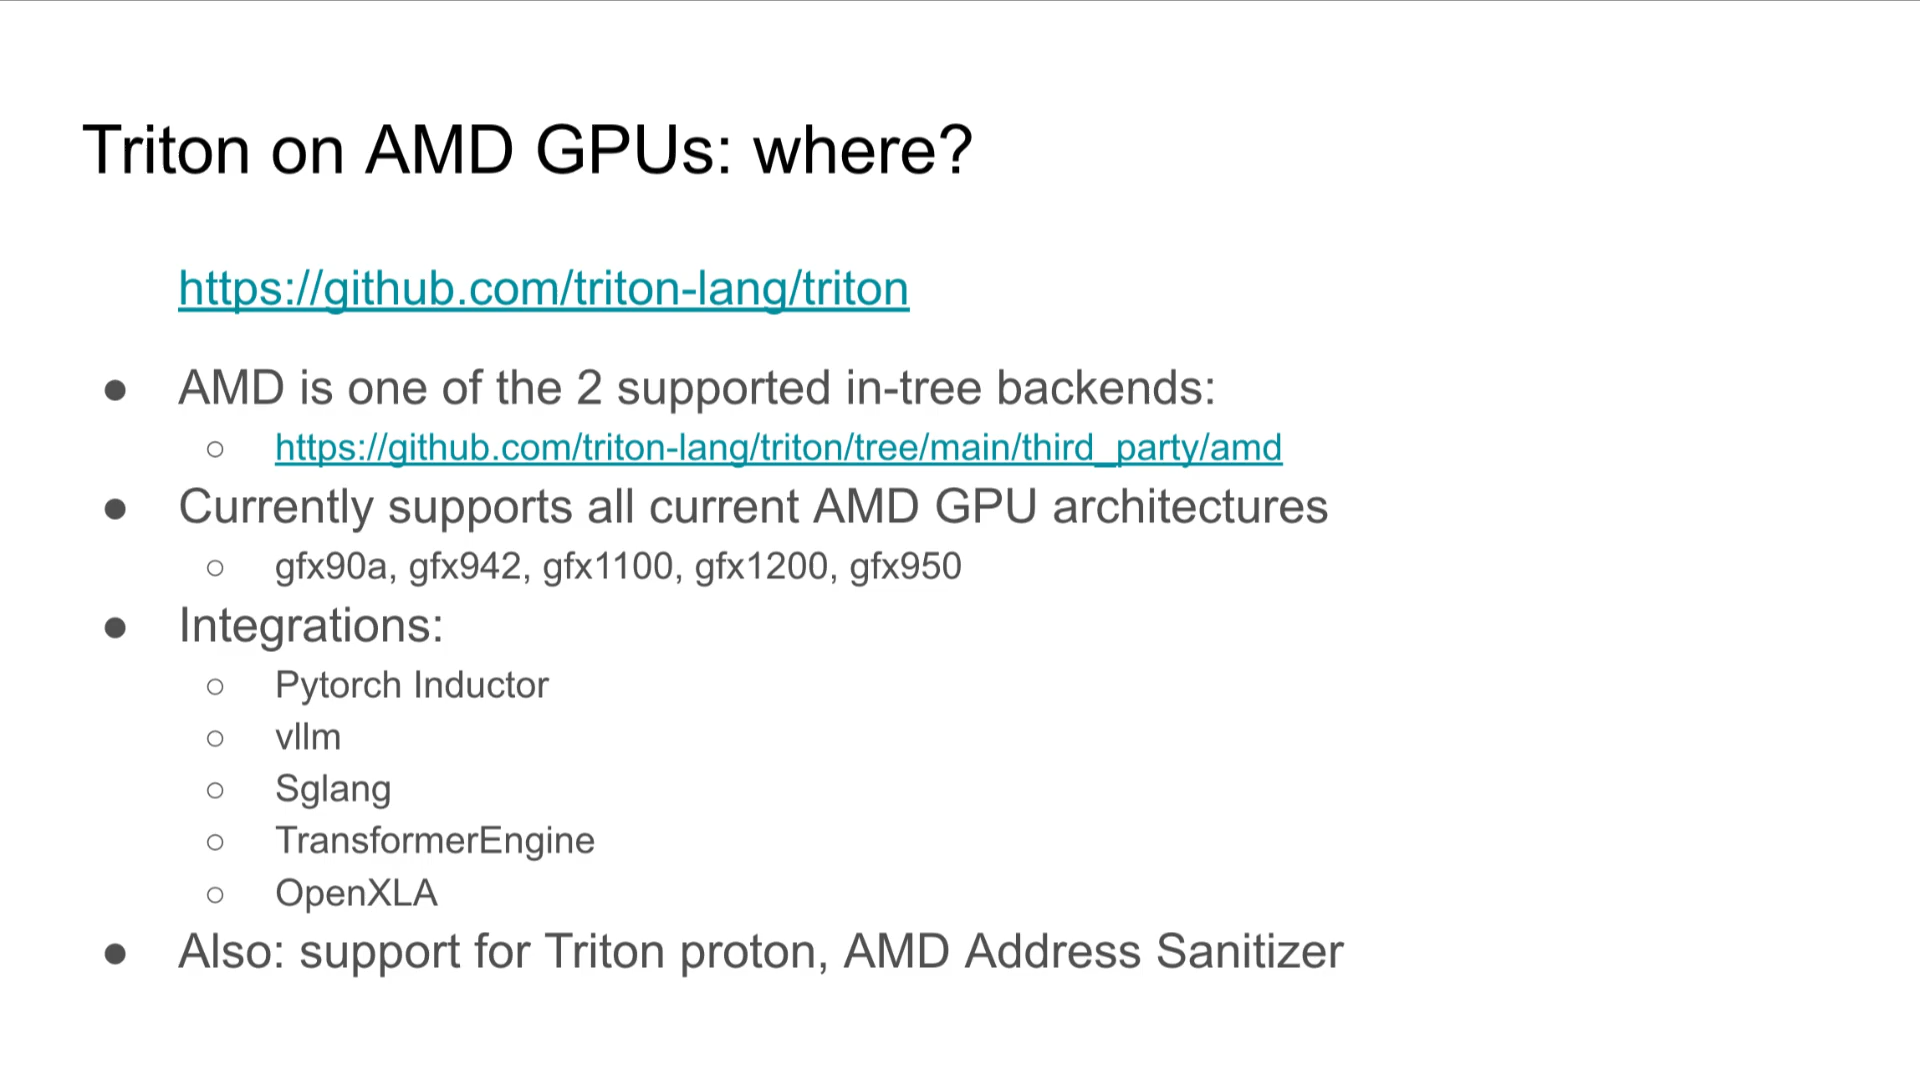 Triton on AMD GPUs: where?
https://github.com/triton-lang/triton
● AMD is one of the 2 supported in-tree backends:
○ https://github.com/triton-lang/triton/tree/main/third_party/amd
● Currently supports all current AMD GPU architectures
○ gfx90a, gfx942, gfx1100, gfx1200, gfx950
● Integrations:
○ Pytorch Inductor
○ vllm
○ Sglang
○ TransformerEngine
○ OpenXLA
● Also: support for Triton proton, AMD Address Sanitizer